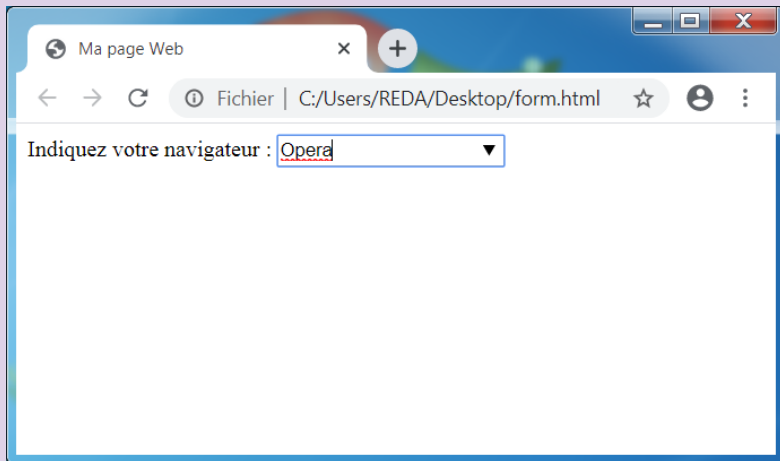 Ma page Web
Fichier | C:/Users/REDA/Desktop/form.html
Indiquez votre navigateur : Opera